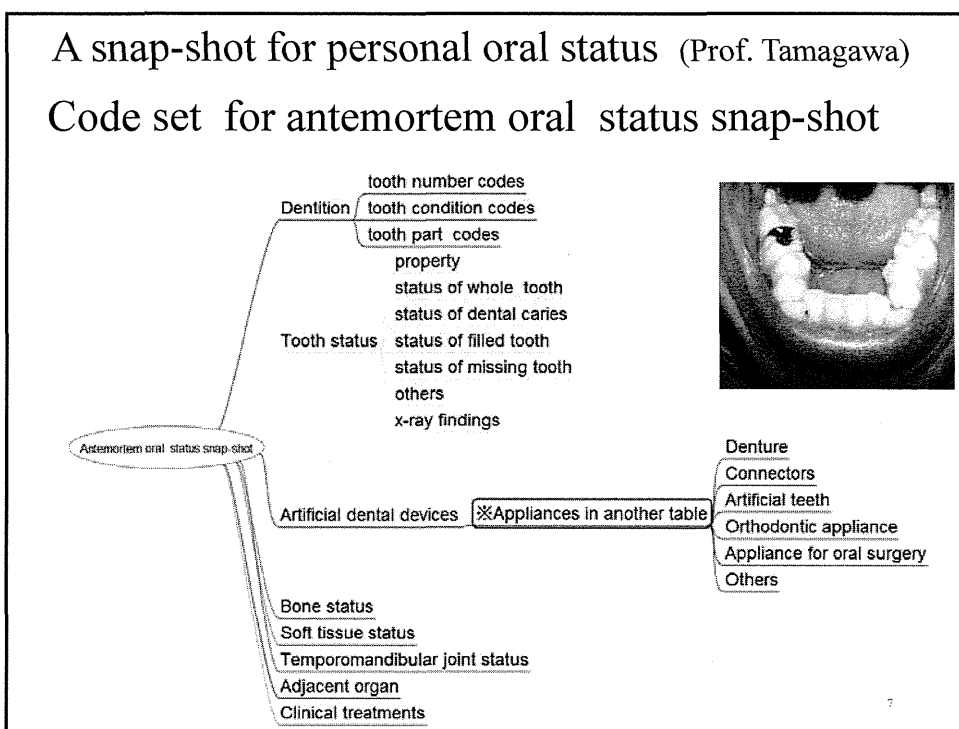 A snap-shot for personal oral status (Prof. Tamagawa)
Code set for antemortem oral status snap-shot
Antemortem oral status snap-shot
Dentition
tooth number codes
tooth condition codes
tooth part codes
Tooth status
property
status of whole tooth
status of dental caries
status of filled tooth
status of missing tooth
others
x-ray findings
Artificial dental devices
※Appliances in another table
Denture
Connectors
Artificial teeth
Orthodontic appliance
Appliance for oral surgery
Others
Bone status
Soft tissue status
Temporomandibular joint status
Adjacent organ
Clinical treatments
7